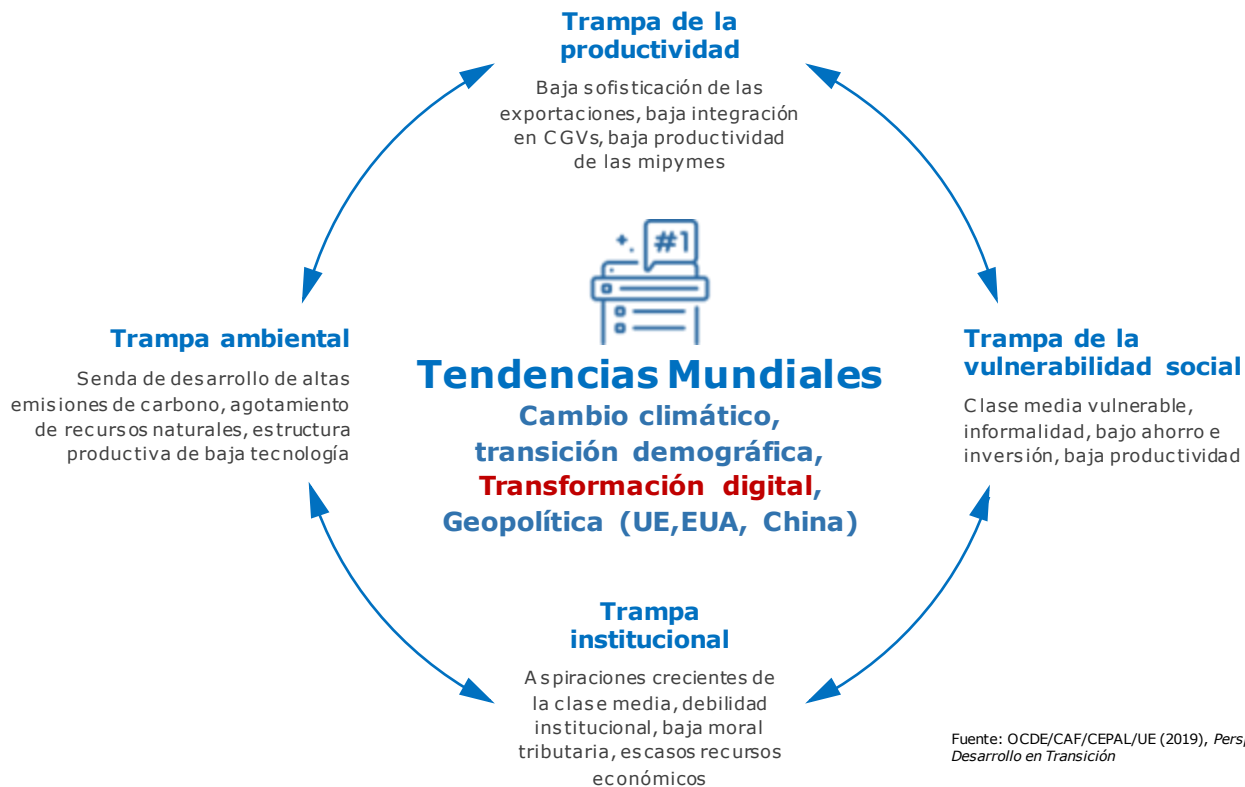 Trampa de la
productividad
Baja sofisticación de las
exportaciones, baja integración
en CGVs, baja productividad
de las mipymes
#1
Trampa ambiental
Senda de desarrollo de altas
emisiones de carbono, agotamiento
de recursos naturales, estructura
productiva de baja tecnología
Tendencias Mundiales
Cambio climático,
transición demográfica,
Transformación digital,
Geopolítica (UE,EUA, China)
Trampa de la
vulnerabilidad social
Clase media vulnerable,
informalidad, bajo ahorro e
inversión, baja productividad
Trampa
institucional
Aspiraciones crecientes de
la clase media, debilidad
institucional, baja moral
tributaria, escasos recursos
económicos
Fuente: OCDE/CAF/CEPAL/UE (2019),
Desarrollo en Transición